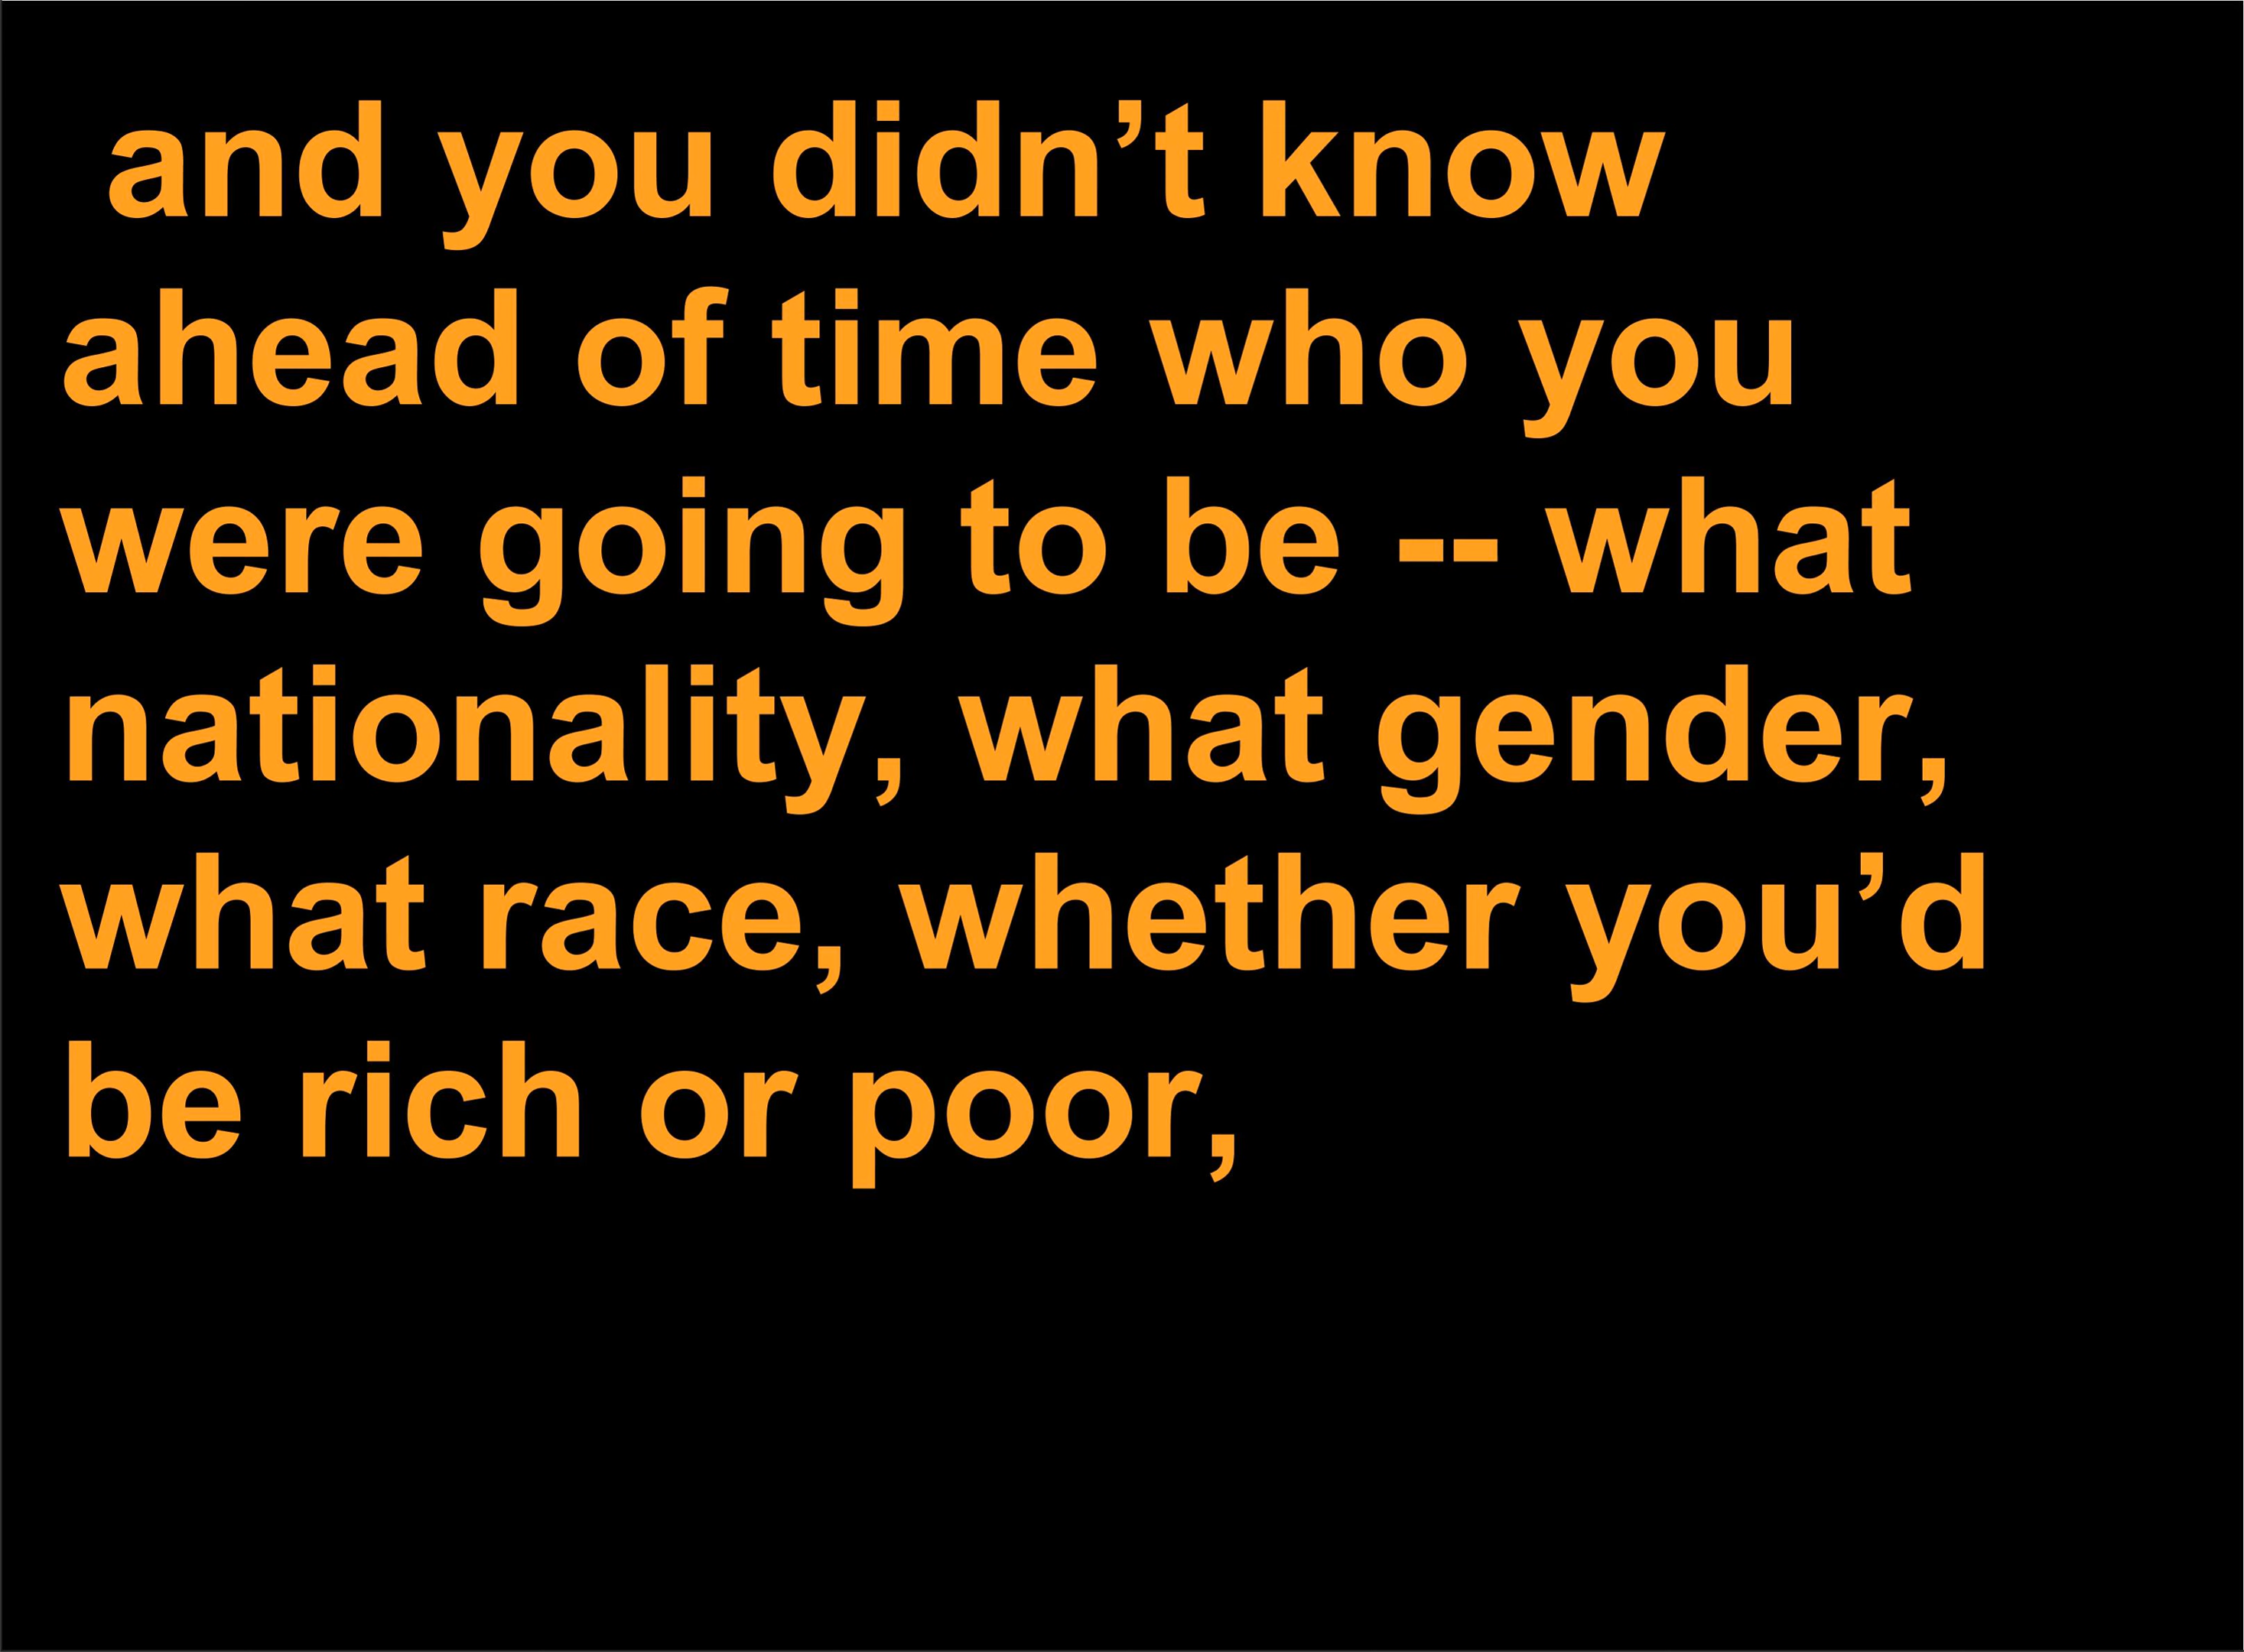 and you didn’t know
ahead of time who you
were going to be -- what
nationality, what gender,
what race, whether you’d
be rich or poor,